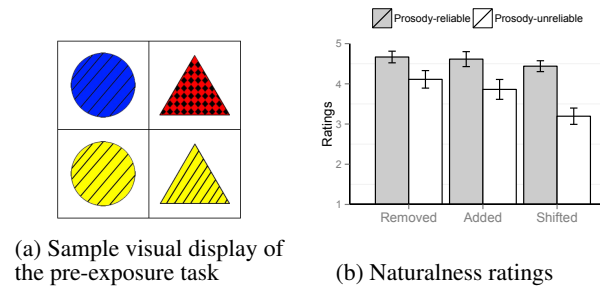 Prosody-reliable Prosody-unreliable
5
4
3
2
1
Ratings
Removed Added Shifted
(a) Sample visual display of
the pre-exposure task
(b) Naturalness ratings